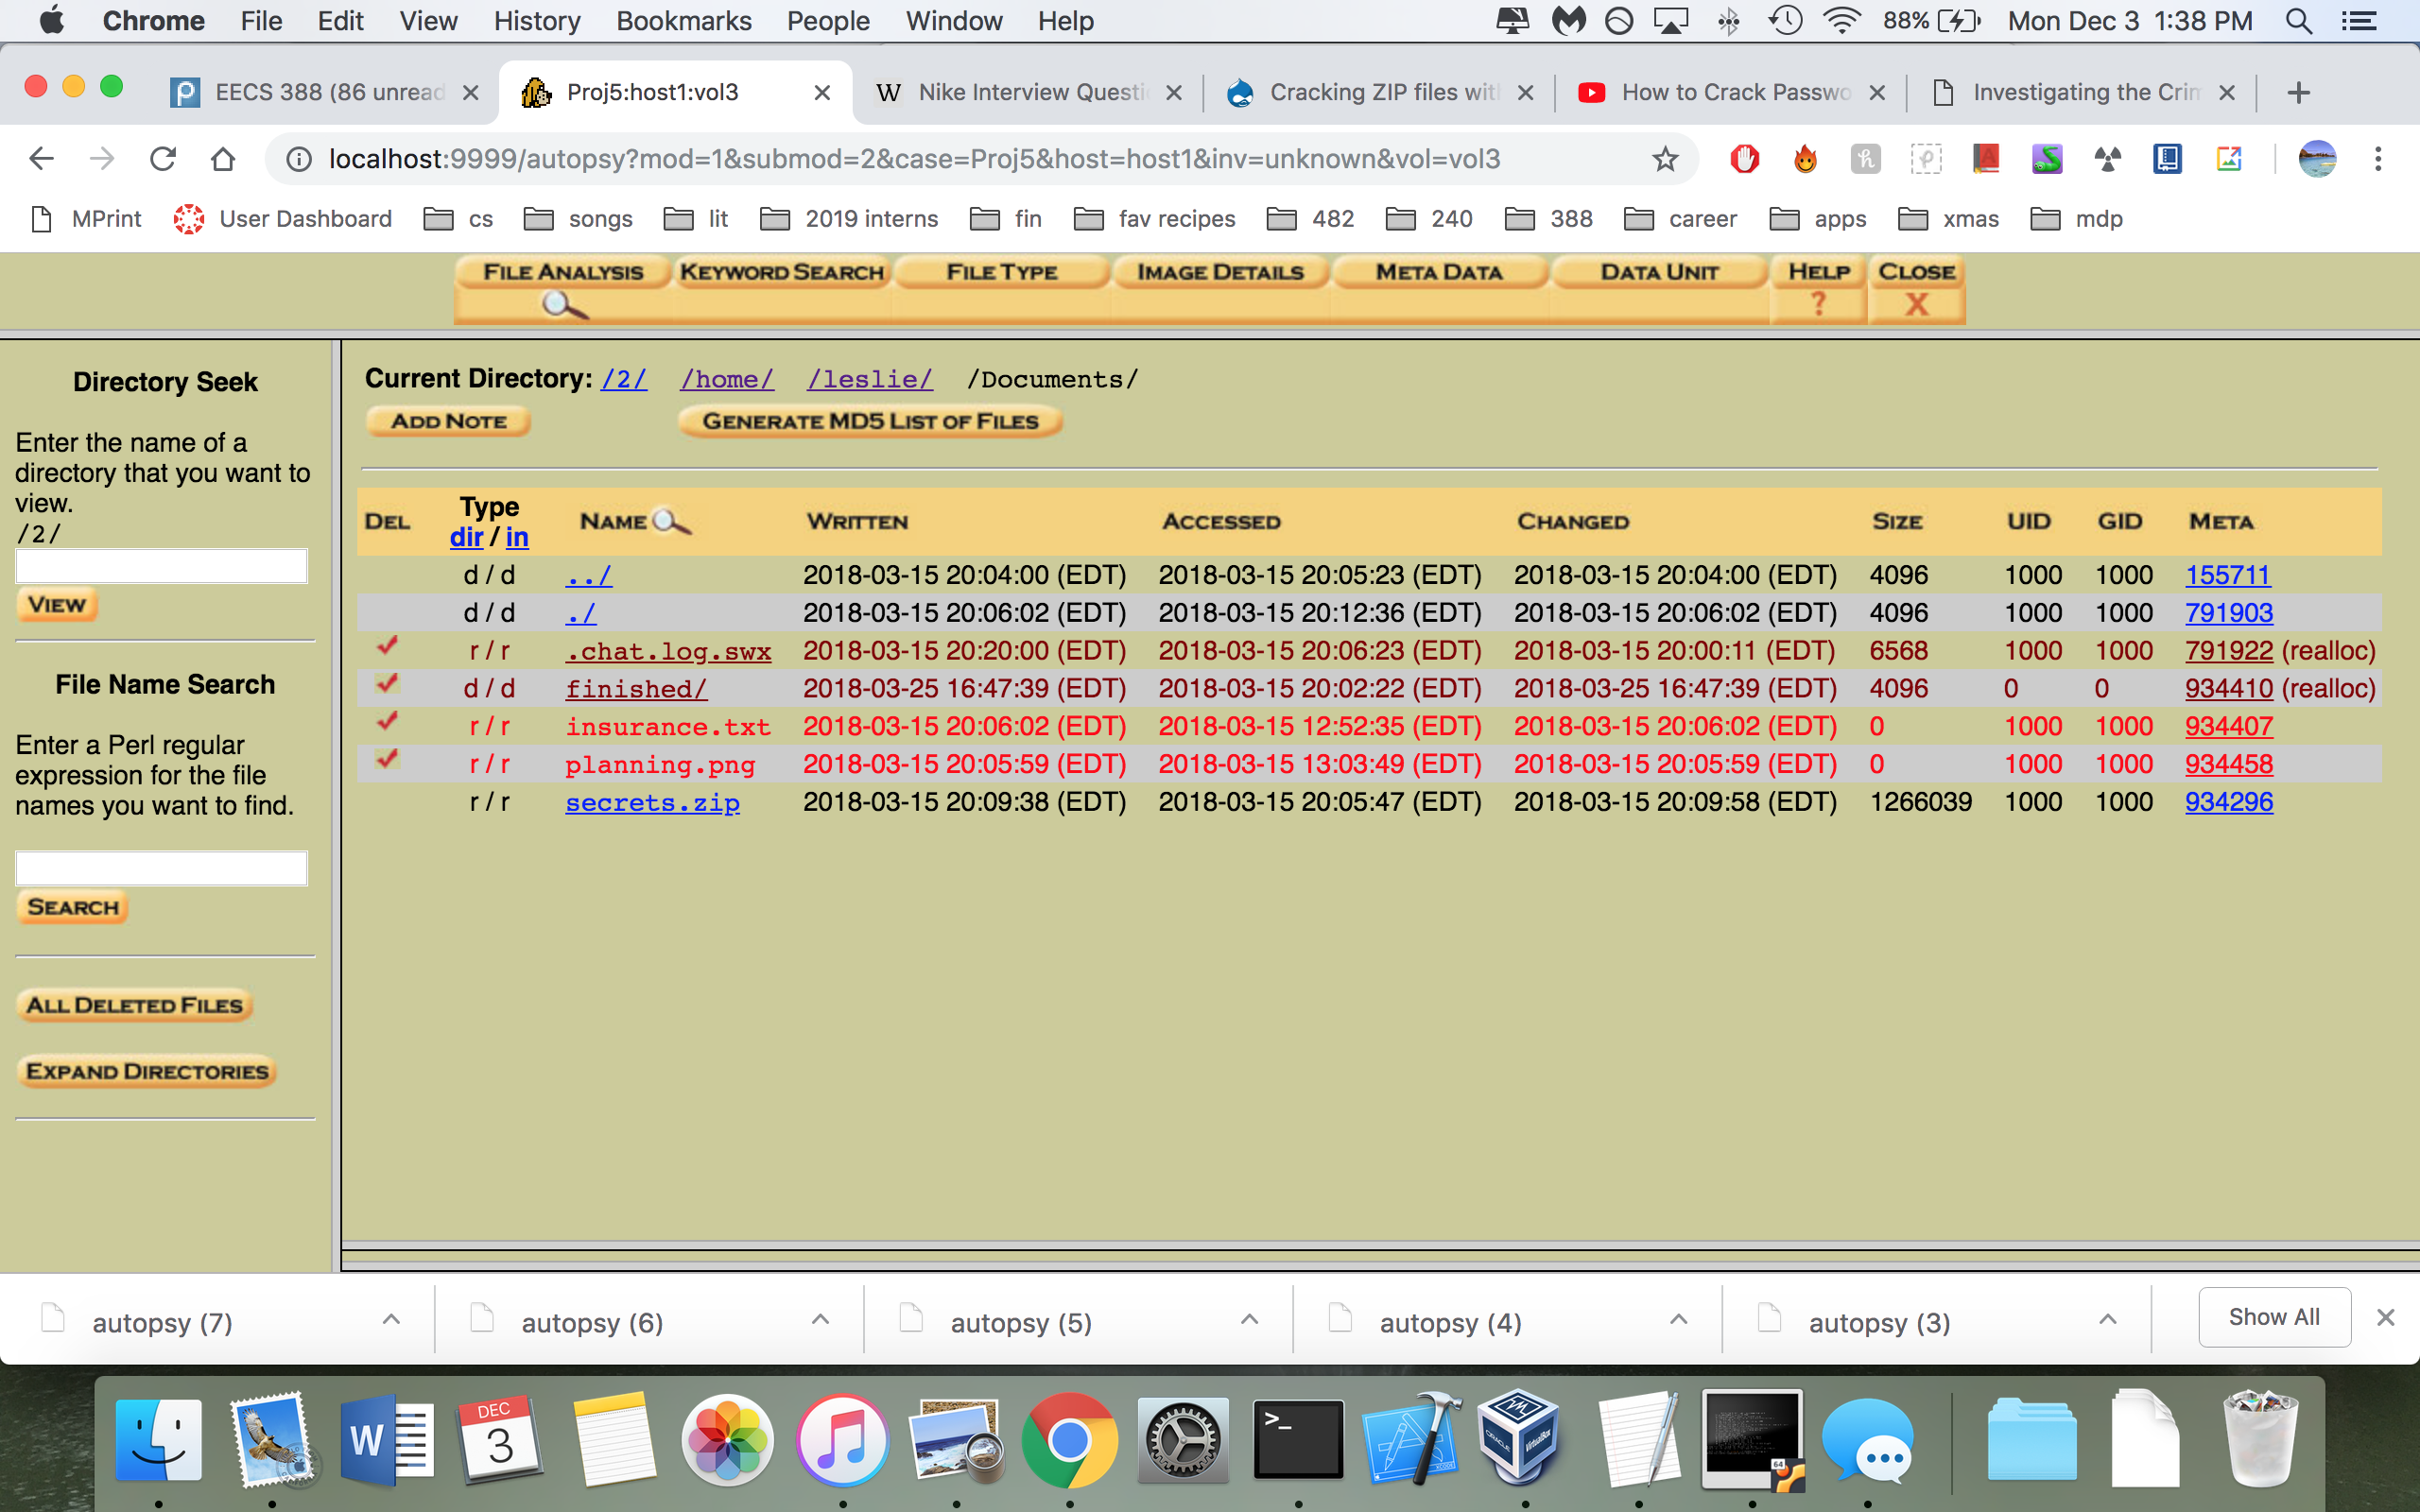 Chrome File Edit View History Bookmarks People Window Help 88% Mon Dec 3 1:38 PM
EECS 388 (86 unread Proj5:host1:vol3 W Nike Interview Questi Cracking ZIP files wit How to Crack Passwo Investigating the Crim
localhost:9999/autopsy?mod=1&submod=2&case=Proj5&host=host1&inv=unknown&vol=vol3
MPrint User Dashboard cs songs lit 2019 interns fin fav recipes 482 240 388 career apps xmas mdp
FILE ANALYSIS KEYWORD SEARCH FILE TYPE IMAGE DETAILS META DATA DATA UNIT HELP CLOSE
? X
Directory Seek
Enter the name of a
directory that you want to
view.
/2/
VIEW
File Name Search
Enter a Perl regular
expression for the file
names you want to find.
SEARCH
ALL DELETED FILES
EXPAND DIRECTORIES
Current Directory: /2/ /home/ /leslie/ /Documents/
ADD NOTE GENERATE MD5 LIST OF FILES
DEL Type dir / in NAME WRITTEN ACCESSED CHANGED SIZE UID GID META
d / d ../ 2018-03-15 20:04:00 (EDT) 2018-03-15 20:05:23 (EDT) 2018-03-15 20:04:00 (EDT) 4096 1000 1000 155711
d / d ./ 2018-03-15 20:06:02 (EDT) 2018-03-15 20:12:36 (EDT) 2018-03-15 20:06:02 (EDT) 4096 1000 1000 791903
r / r .chat.log.swx 2018-03-15 20:20:00 (EDT) 2018-03-15 20:06:23 (EDT) 2018-03-15 20:00:11 (EDT) 6568 1000 1000 791922 (realloc)
d / d finished/ 2018-03-25 16:47:39 (EDT) 2018-03-15 20:02:22 (EDT) 2018-03-25 16:47:39 (EDT) 4096 0 0 934410 (realloc)
r / r insurance.txt 2018-03-15 20:06:02 (EDT) 2018-03-15 12:52:35 (EDT) 2018-03-15 20:06:02 (EDT) 0 1000 1000 934407
r / r planning.png 2018-03-15 20:05:59 (EDT) 2018-03-15 13:03:49 (EDT) 2018-03-15 20:05:59 (EDT) 0 1000 1000 934458
r / r secrets.zip 2018-03-15 20:09:38 (EDT) 2018-03-15 20:05:47 (EDT) 2018-03-15 20:09:58 (EDT) 1266039 1000 1000 934296
autopsy (7) autopsy (6) autopsy (5) autopsy (4) autopsy (3) Show All
W DEC 3 >_ 64